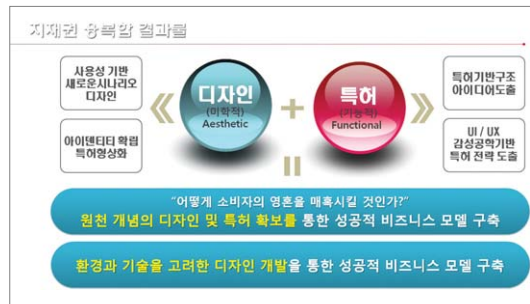 지재권 융복합 결과물
사용성 기반
새로운시나리오
디자인
아이덴티티 확립
특허형상화
디자인
(미학적)
Aesthetic
+
특허
(기능적)
Functional
특허기반구조
아이디어도출
UI / UX
감성공학기반
특허 전략 도출
"어떻게 소비자의 영혼을 매혹시킬 것인가?"
원천 개념의 디자인 및 특허 확보를 통한 성공적 비즈니스 모델 구축
환경과 기술을 고려한 디자인 개발을 통한 성공적 비즈니스 모델 구축